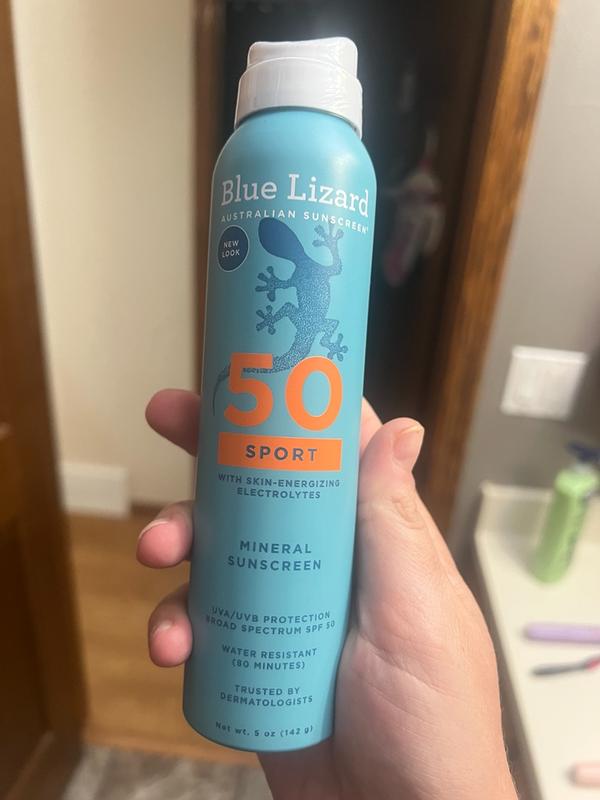 Blue Lizard
AUSTRALIAN SUNSCREEN®
NEW
LOOK
50
SPORT
WITH SKIN-ENERGIZING
ELECTROLYTES
MINERAL
SUNSCREEN
UVA/UVB PROTECTION
BROAD SPECTRUM SPF 50
WATER RESISTANT
(80 MINUTES)
TRUSTED BY
DERMATOLOGISTS
Net wt. 5 oz (142 g)